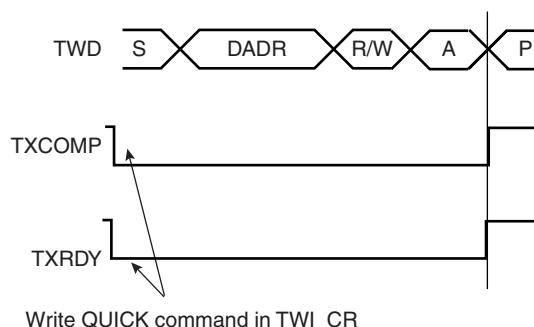 TWD S DADR R/W A P
TXCOMP
TXRDY
Write QUICK command in TWI_CR